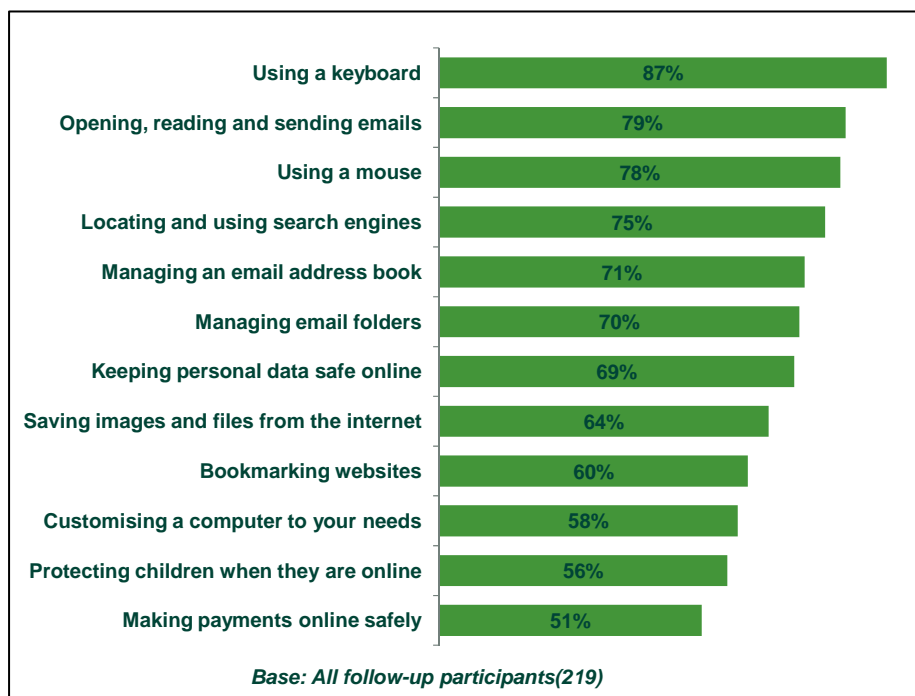 Using a keyboard 87%
Opening, reading and sending emails 79%
Using a mouse 78%
Locating and using search engines 75%
Managing an email address book 71%
Managing email folders 70%
Keeping personal data safe online 69%
Saving images and files from the internet 64%
Bookmarking websites 60%
Customising a computer to your needs 58%
Protecting children when they are online 56%
Making payments online safely 51%
Base: All follow-up participants(219)